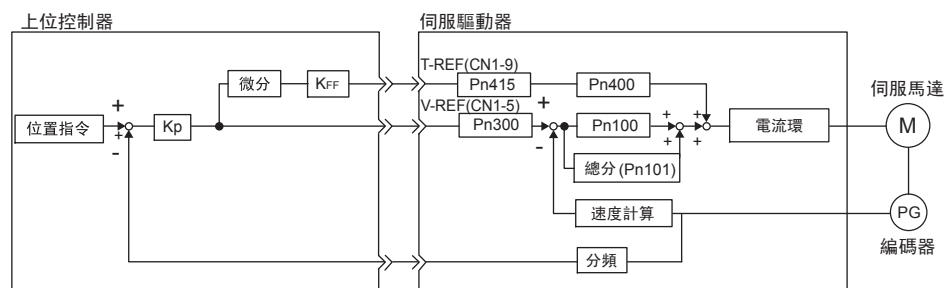 上位控制器
伺服驅動器
T-REF(CN1-9)
微分
KFF
Pn415
Pn400
伺服馬達
V-REF(CN1-5)
+
+
位置指令
+
Kp
Pn300
Pn100
+
+
+
電流環
M
-
-
+
+
總分(Pn101)
速度計算
PG
分頻
編碼器